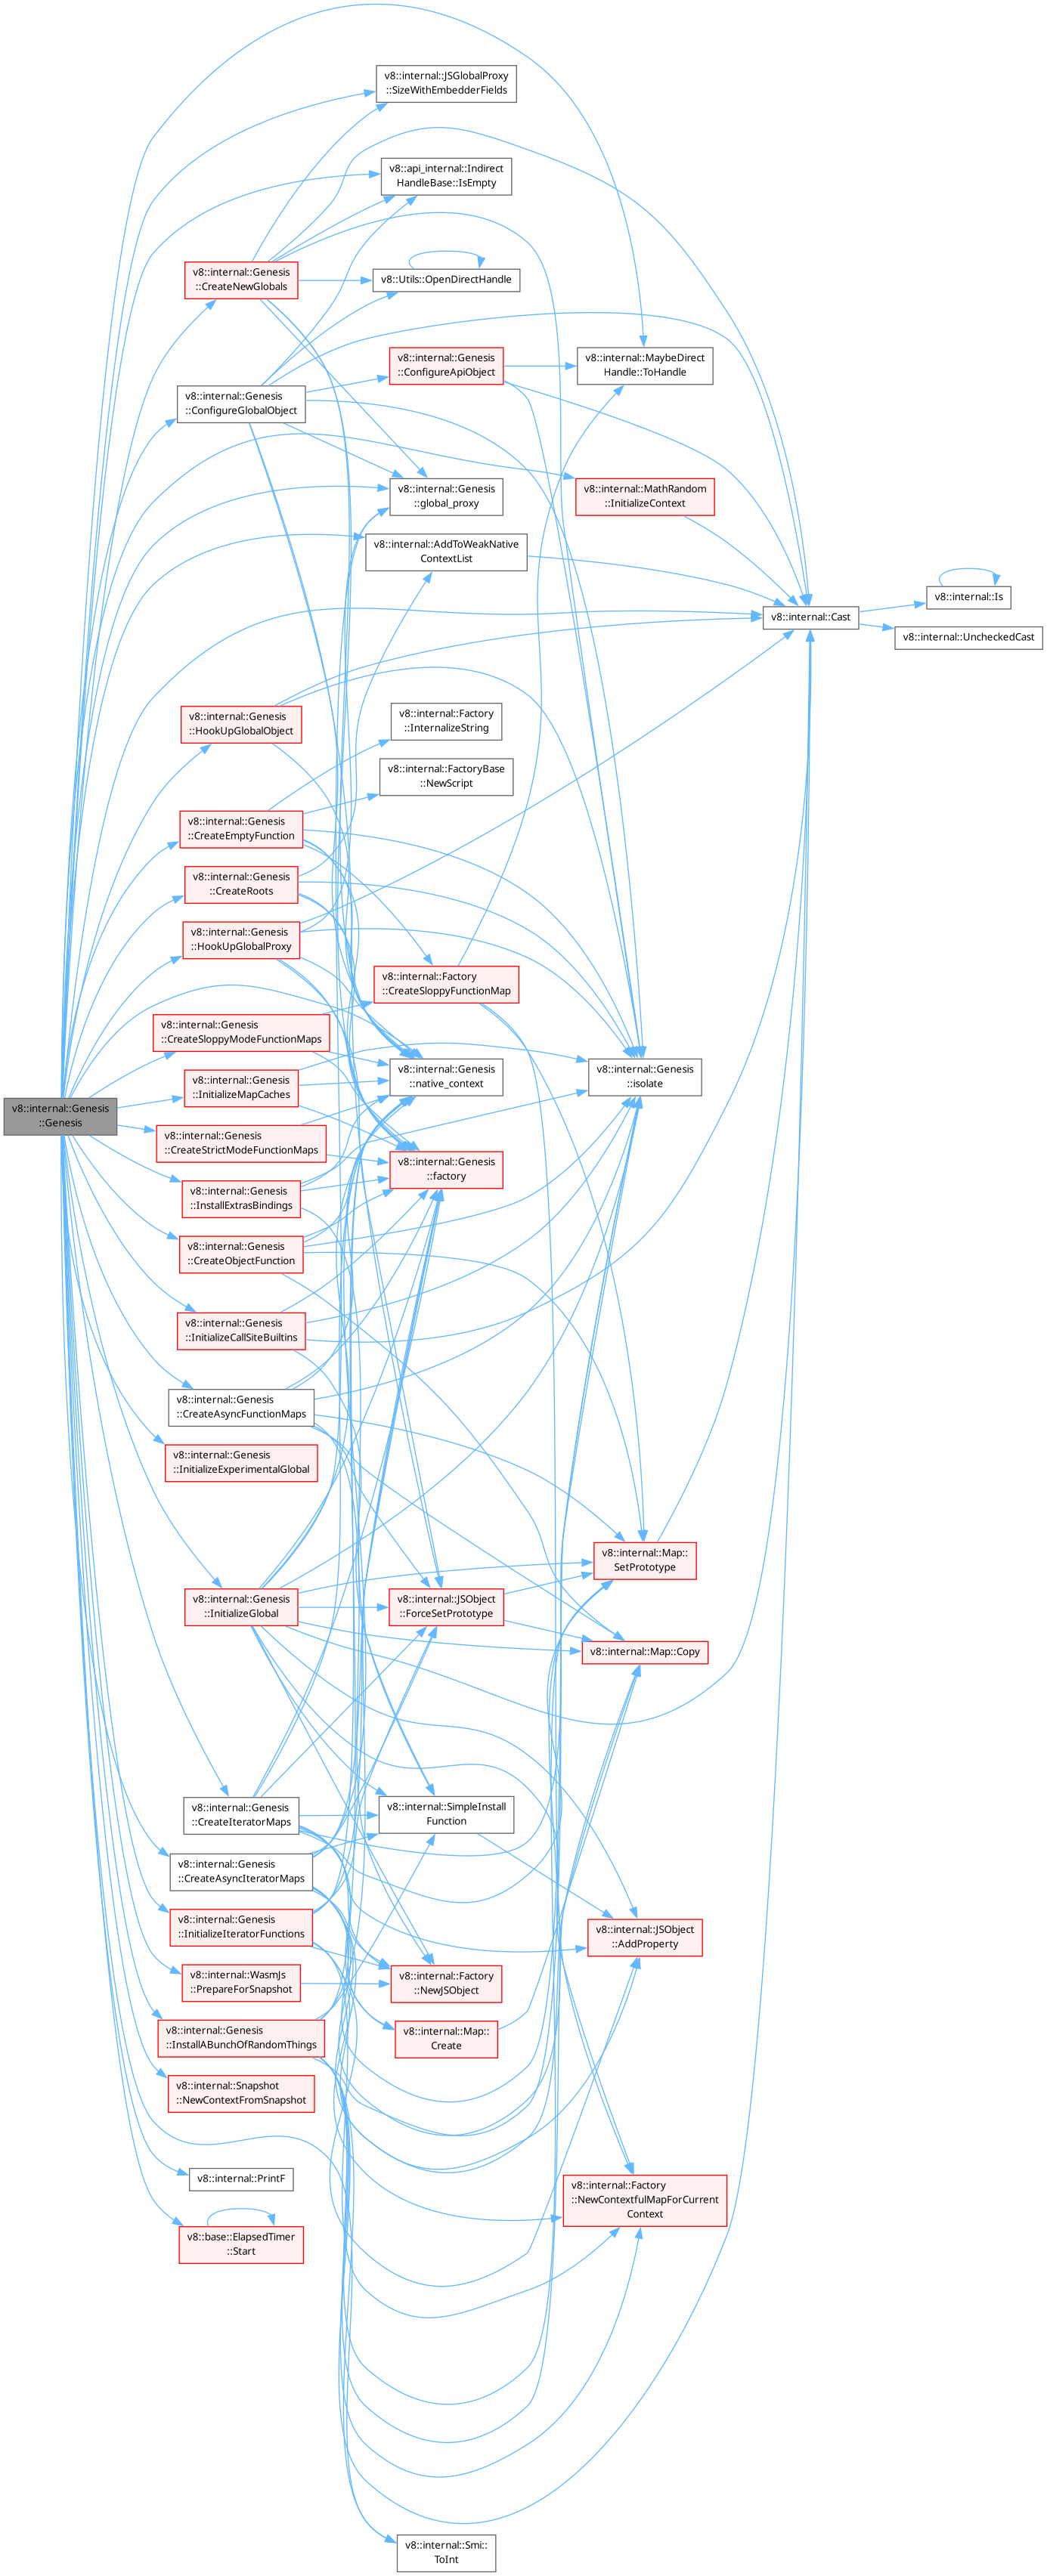 v8::internal::JSGlobalProxy
::SizeWithEmbedderFields
v8::api_internal::Indirect
HandleBase::IsEmpty
v8::internal::Genesis
::CreateNewGlobals
v8::Utils::OpenDirectHandle
v8::internal::MaybeDirect
Handle::ToHandle
v8::internal::Genesis
::ConfigureApiObject
v8::internal::Genesis
::ConfigureGlobalObject
v8::internal::Genesis
::global_proxy
v8::internal::MathRandom
::InitializeContext
v8::internal::AddToWeakNative
ContextList
v8::internal::Is
v8::internal::Cast
v8::internal::UncheckedCast
v8::internal::Genesis
::HookUpGlobalObject
v8::internal::Factory
::InternalizeString
v8::internal::FactoryBase
::NewScript
v8::internal::Genesis
::CreateEmptyFunction
v8::internal::Genesis
::CreateRoots
v8::internal::Genesis
::HookUpGlobalProxy
v8::internal::Factory
::CreateSloppyFunctionMap
v8::internal::Genesis
::CreateSloppyModeFunctionMaps
v8::internal::Genesis
::InitializeMapCaches
v8::internal::Genesis
::native_context
v8::internal::Genesis
::isolate
v8::internal::Genesis
::Genesis
v8::internal::Genesis
::CreateStrictModeFunctionMaps
v8::internal::Genesis
::factory
v8::internal::Genesis
::InstallExtrasBindings
v8::internal::Genesis
::CreateObjectFunction
v8::internal::Genesis
::InitializeCallSiteBuiltins
v8::internal::Genesis
::CreateAsyncFunctionMaps
v8::internal::Genesis
::InitializeExperimentalGlobal
v8::internal::Map::
SetPrototype
v8::internal::Genesis
::InitializeGlobal
v8::internal::JSObject
::ForceSetPrototype
v8::internal::Map::Copy
v8::internal::Genesis
::CreateIteratorMaps
v8::internal::SimpleInstall
Function
v8::internal::Genesis
::CreateAsyncIteratorMaps
v8::internal::Genesis
::InitializeIteratorFunctions
v8::internal::JSObject
::AddProperty
v8::internal::WasmJs
::PrepareForSnapshot
v8::internal::Factory
::NewJSObject
v8::internal::Genesis
::InstallABunchOfRandomThings
v8::internal::Map::
Create
v8::internal::Snapshot
::NewContextFromSnapshot
v8::internal::PrintF
v8::internal::Factory
::NewContextfulMapForCurrent
Context
v8::base::ElapsedTimer
::Start
v8::internal::Smi::
ToInt